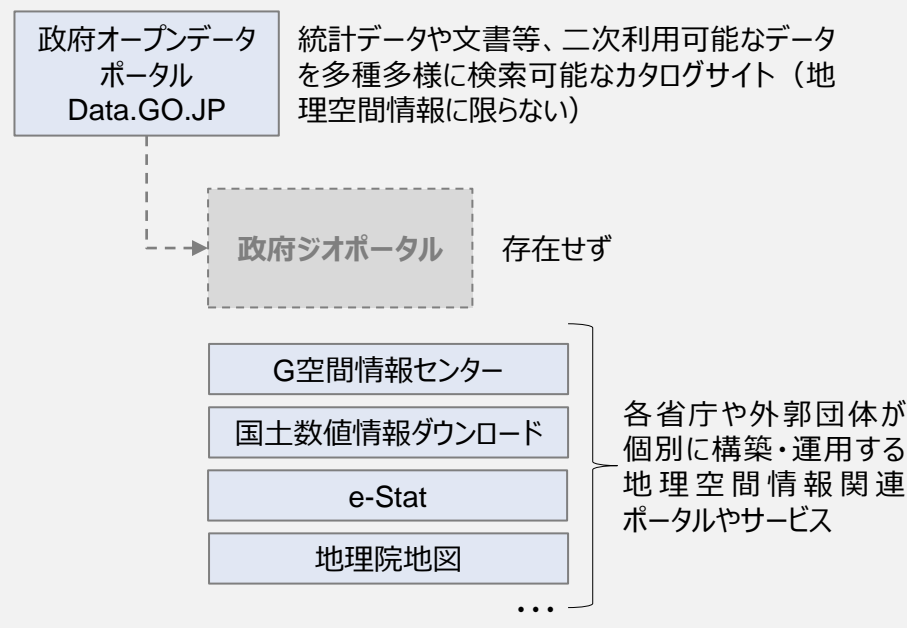 政府オープンデータ
ポータル
Data.GO.JP
統計データや文書等、二次利用可能なデータ
を多種多様に検索可能なカタログサイト（地
理空間情報に限らない）
政府ジオポータル
存在せず
G空間情報センター
国土数値情報ダウンロード
e-Stat
地理院地図
･･･
各省庁や外郭団体が
個別に構築・運用する
地理空間情報関連
ポータルやサービス